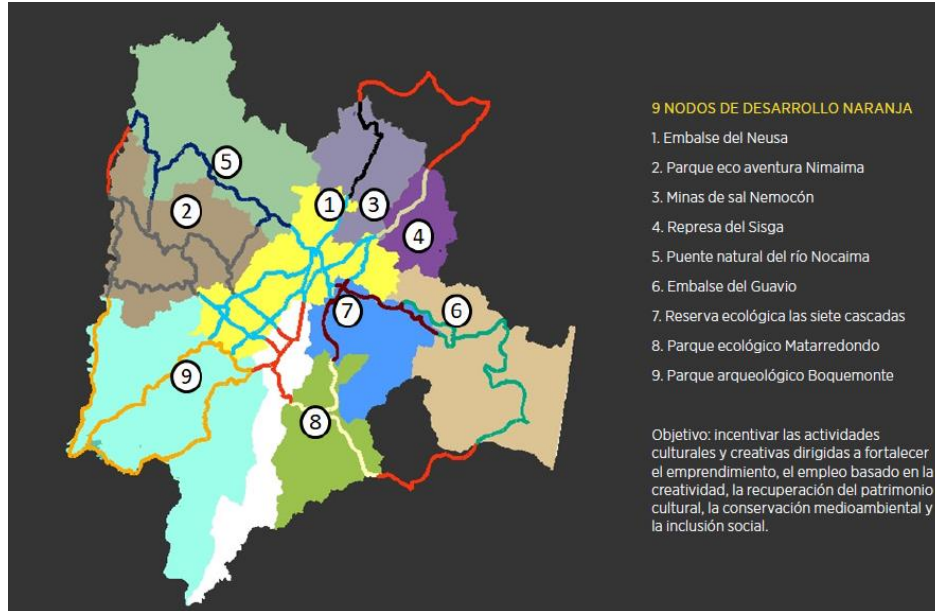 9 NODOS DE DESARROLLO NARANJA
1. Embalse del Neusa
2. Parque eco aventura Nimaima
3. Minas de sal Nemocón
4. Represa del Sisga
5. Puente natural del río Nocaima
6. Embalse del Guavio
7. Reserva ecológica las siete cascadas
8. Parque ecológico Matarredondo
9. Parque arqueológico Boquemonte
Objetivo: incentivar las actividades
culturales y creativas dirigidas a fortalecer
el emprendimiento, el empleo basado en la
creatividad, la recuperación del patrimonio
cultural, la conservación medioambiental y
la inclusión social.
5
1
3
2
4
7
6
9
8